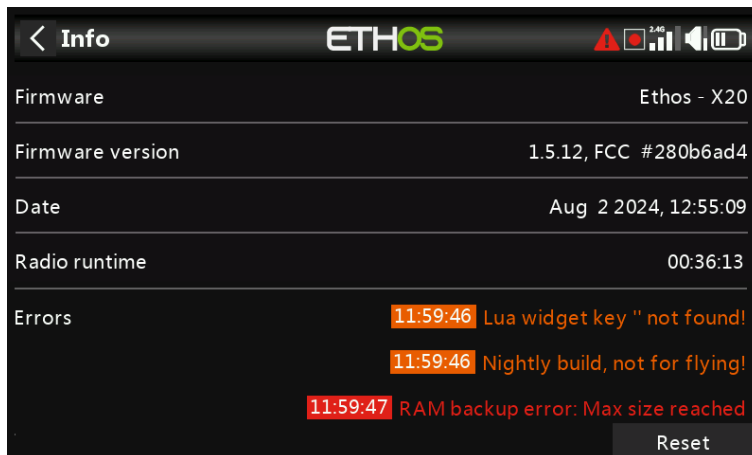 < Info
ETHOS
2.4G
Firmware Ethos - X20
Firmware version 1.5.12, FCC #280b6ad4
Date Aug 2 2024, 12:55:09
Radio runtime 00:36:13
Errors 11:59:46 Lua widget key '' not found!
11:59:46 Nightly build, not for flying!
11:59:47 RAM backup error: Max size reached
Reset